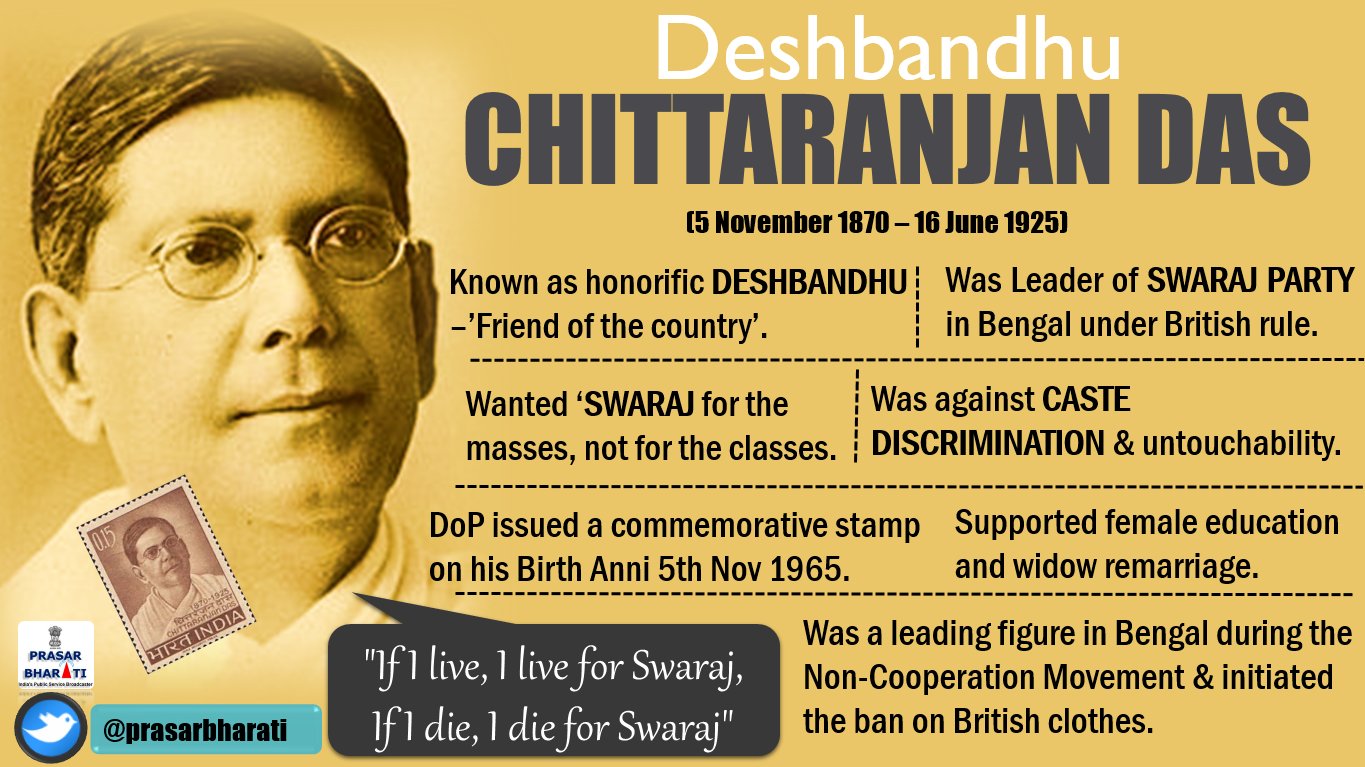 Deshbandhu
CHITTARANJAN DAS
(5 November 1870 – 16 June 1925)
Known as honorific DESHBANDHU
–’Friend of the country’.
Was Leader of SWARAJ PARTY
in Bengal under British rule.
Wanted ‘SWARAJ for the
masses, not for the classes.
Was against CASTE
DISCRIMINATION & untouchability.
DoP issued a commemorative stamp
on his Birth Anni 5th Nov 1965.
Supported female education
and widow remarriage.
Was a leading figure in Bengal during the
Non-Cooperation Movement & initiated
the ban on British clothes.
"If I live, I live for Swaraj,
If I die, I die for Swaraj"
0.15
1870-1925
CHITTARANJAN DAS
भारत INDIA
PRASAR
BHARATI
India's Public Service Broadcaster
@prasarbharati